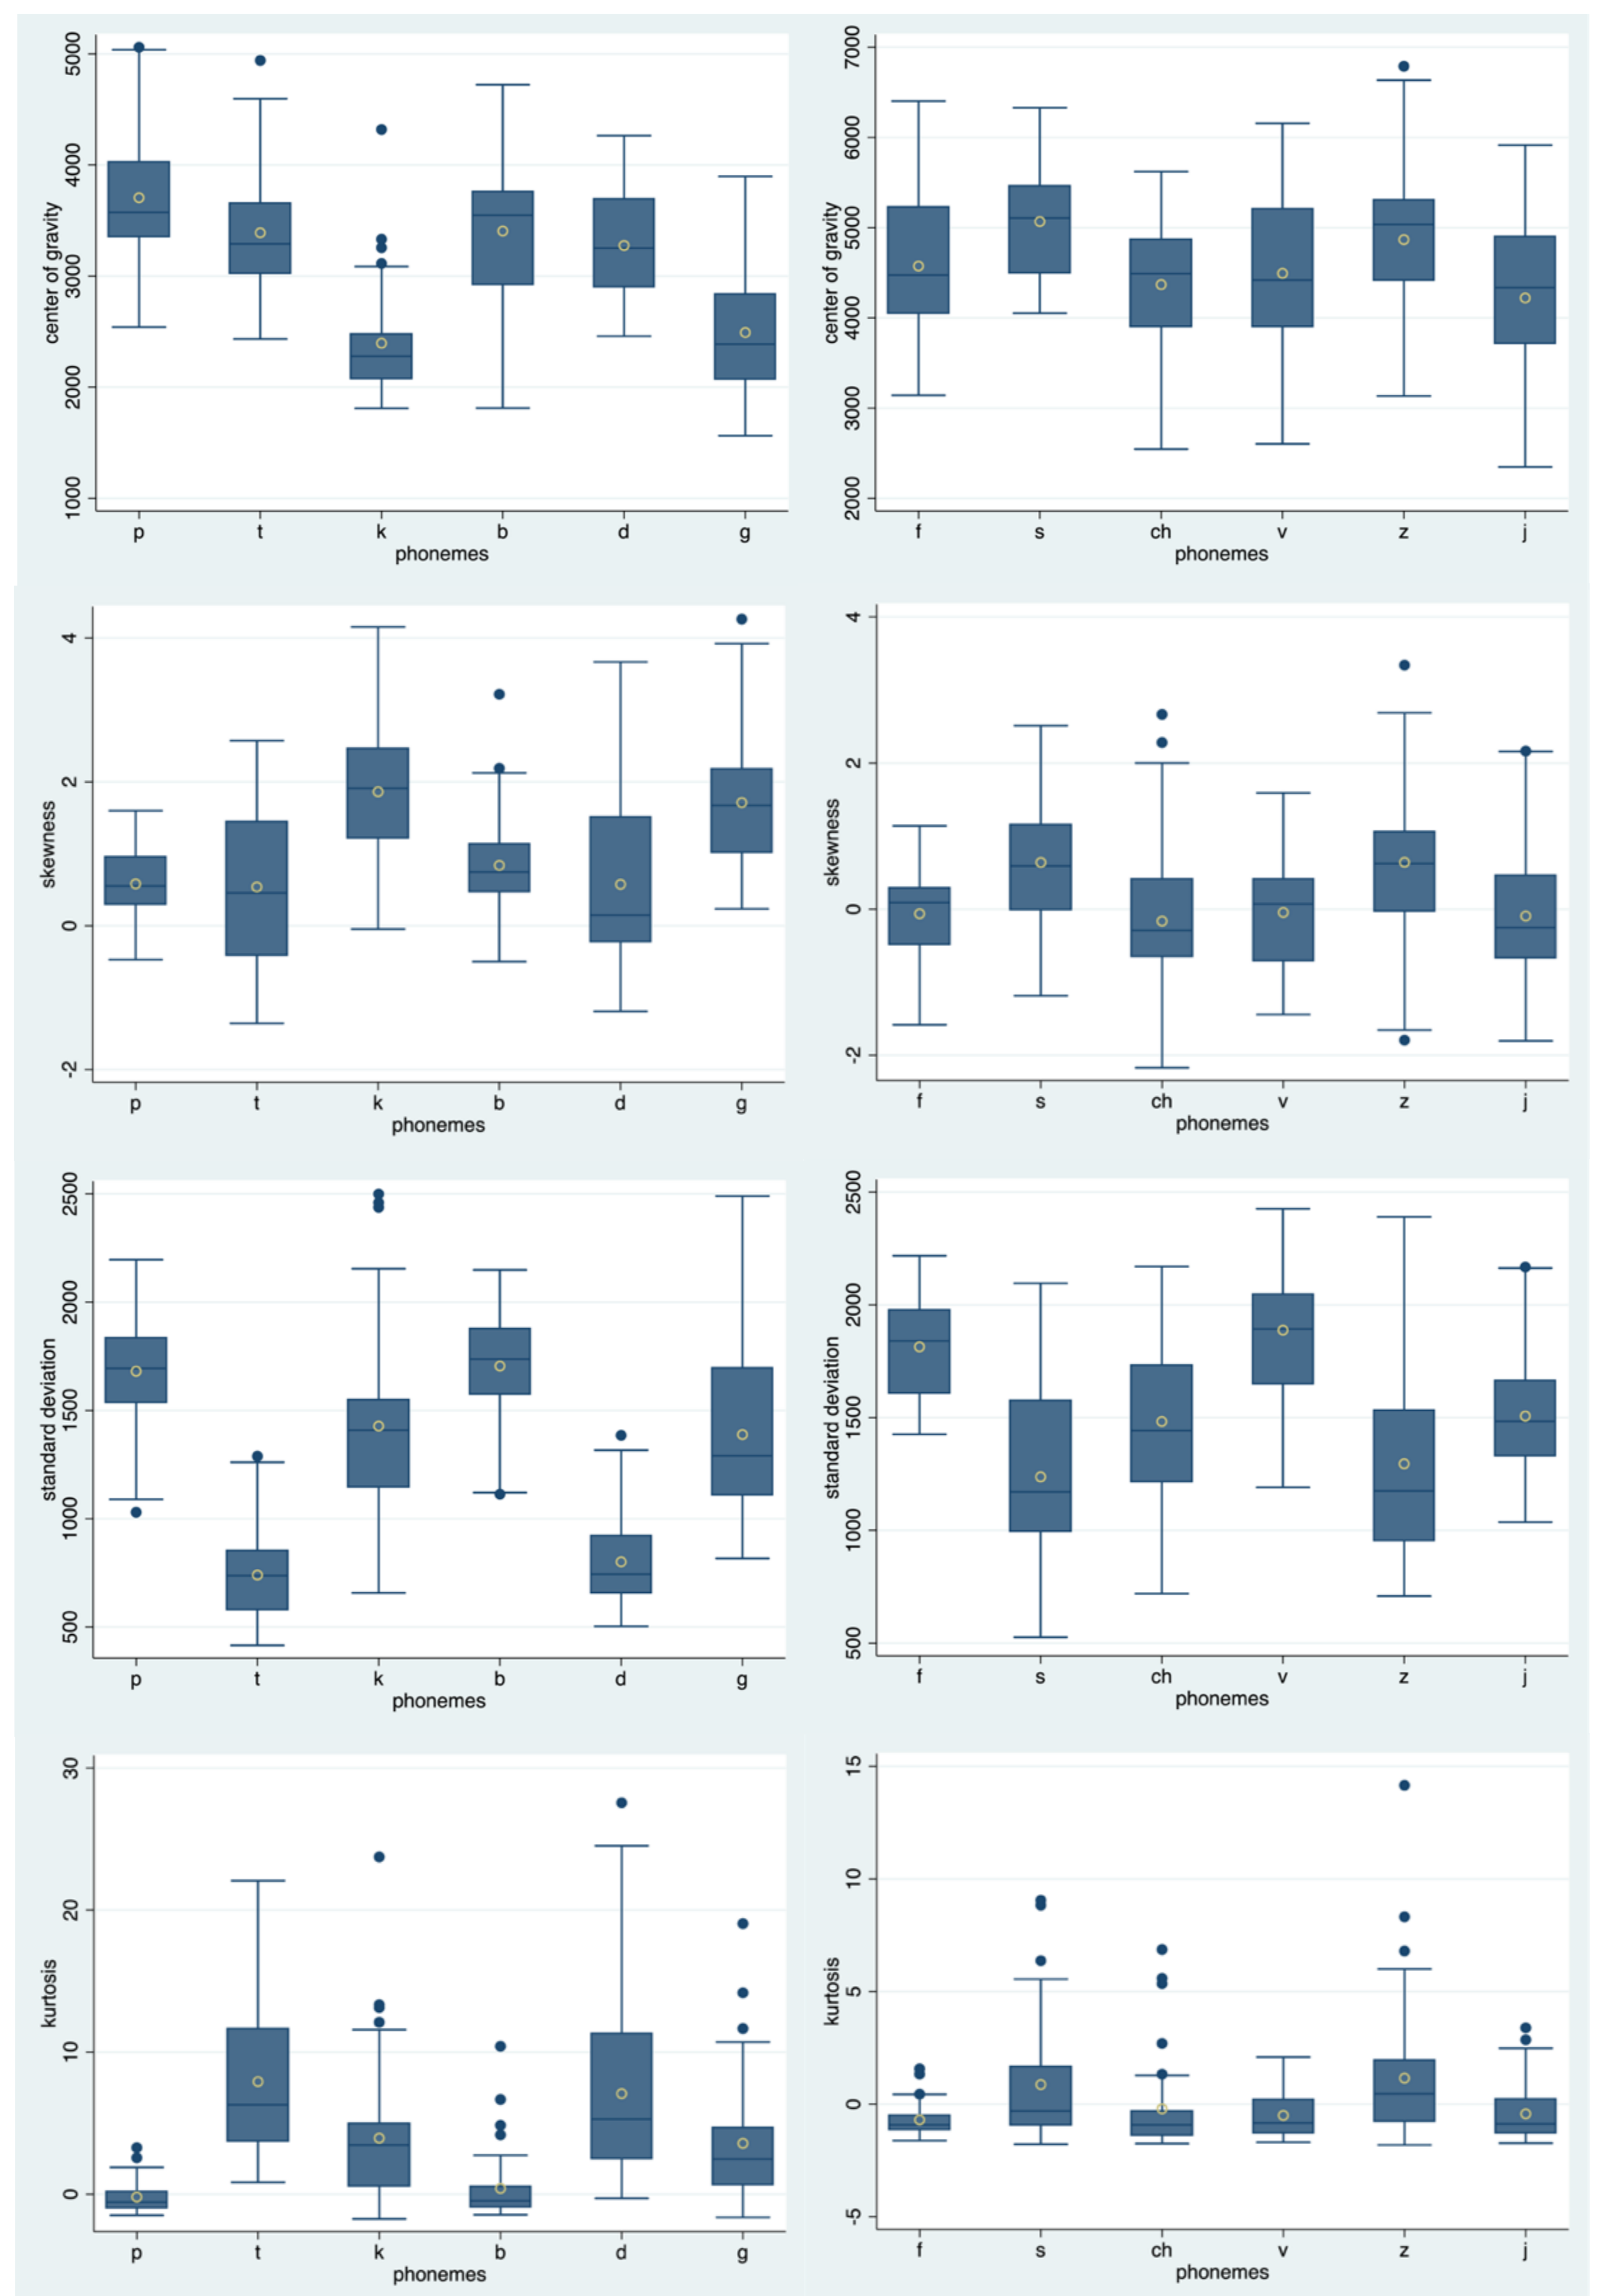 center of gravity
5000
4000
3000
2000
1000
p t k b d g
phonemes
center of gravity
7000
6000
5000
4000
3000
2000
f s ch v z j
phonemes
skewness
4
2
0
-2
p t k b d g
phonemes
skewness
4
2
0
-2
f s ch v z j
phonemes
standard deviation
2500
2000
1500
1000
500
p t k b d g
phonemes
standard deviation
2500
2000
1500
1000
500
f s ch v z j
phonemes
kurtosis
30
20
10
0
p t k b d g
phonemes
kurtosis
15
10
5
0
-5
f s ch v z j
phonemes